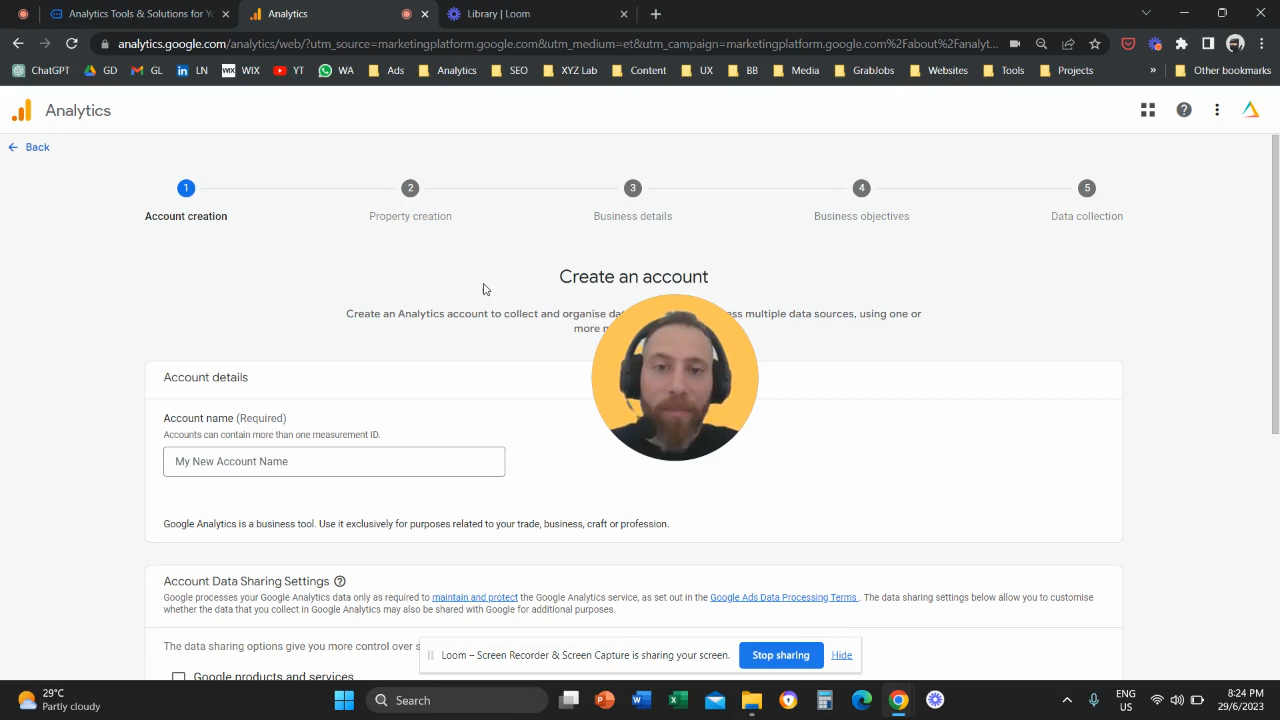 Analytics Tools & Solutions for Yo
Analytics
Library | Loom
analytics.google.com/analytics/web/?utm_source=marketingplatform.google.com&utm_medium=et&utm_campaign=marketingplatform.google.com%2Fabout%2Fanalyt...
ChatGPT GD GL LN WIX YT WA Ads Analytics SEO XYZ Lab Content UX BB Media GrabJobs Websites Tools Projects » Other bookmarks
Analytics
Back
1 2 3 4 5
Account creation Property creation Business details Business objectives Data collection
Create an account
Create an Analytics account to collect and organise ess multiple data sources, using one or
more
Account details
Account name (Required)
Accounts can contain more than one measurement ID.
My New Account Name
Google Analytics is a business tool. Use it exclusively for purposes related to your trade, business, craft or profession.
Account Data Sharing Settings
Google processes your Google Analytics data only as required to maintain and protect the Google Analytics service, as set out in the Google Ads Data Processing Terms . The data sharing settings below allow you to customise
whether the data that you collect in Google Analytics may also be shared with Google for additional purposes.
The data sharing options give you more control over
Google products and services
Loom – Screen Recorder & Screen Capture is sharing your screen. Stop sharing Hide
29°C
Partly cloudy
Search
ENG
US
8:24 PM
29/6/2023